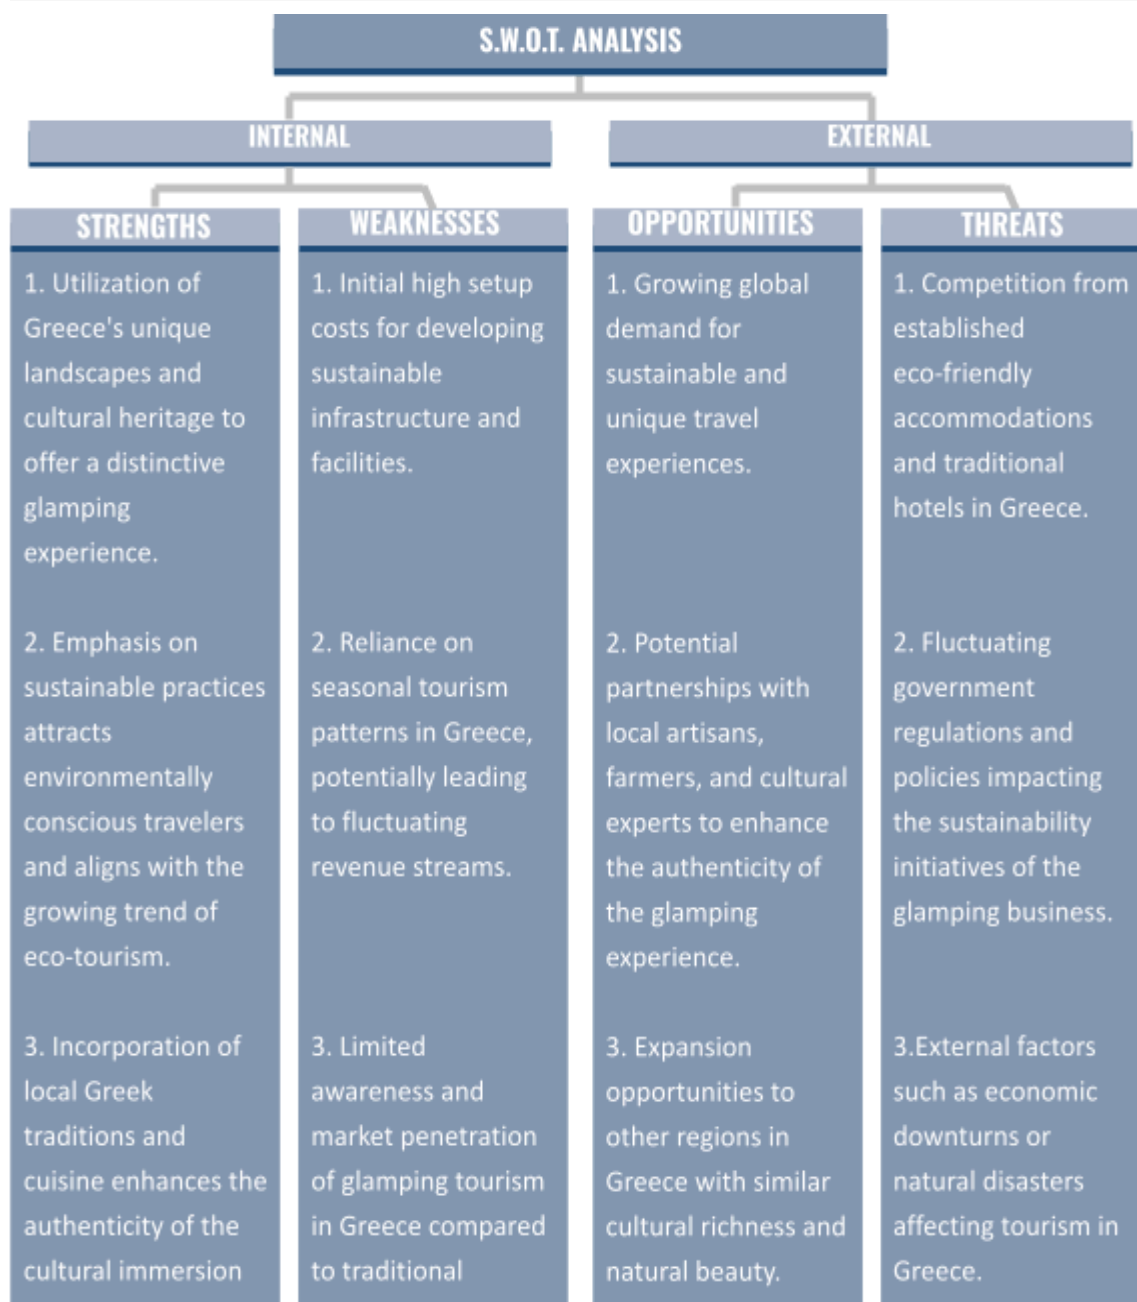 S.W.O.T. ANALYSIS
INTERNAL
EXTERNAL
STRENGTHS
1. Utilization of
Greece's unique
landscapes and
cultural heritage to
offer a distinctive
glamping
experience.
2. Emphasis on
sustainable practices
attracts
environmentally
conscious travelers
and aligns with the
growing trend of
eco-tourism.
3. Incorporation of
local Greek
traditions and
cuisine enhances the
authenticity of the
cultural immersion
WEAKNESSES
1. Initial high setup
costs for developing
sustainable
infrastructure and
facilities.
2. Reliance on
seasonal tourism
patterns in Greece,
potentially leading
to fluctuating
revenue streams.
3. Limited
awareness and
market penetration
of glamping tourism
in Greece compared
to traditional
OPPORTUNITIES
1. Growing global
demand for
sustainable and
unique travel
experiences.
2. Potential
partnerships with
local artisans,
farmers, and cultural
experts to enhance
the authenticity of
the glamping
experience.
3. Expansion
opportunities to
other regions in
Greece with similar
cultural richness and
natural beauty.
THREATS
1. Competition from
established
eco-friendly
accommodations
and traditional
hotels in Greece.
2. Fluctuating
government
regulations and
policies impacting
the sustainability
initiatives of the
glamping business.
3.External factors
such as economic
downturns or
natural disasters
affecting tourism in
Greece.